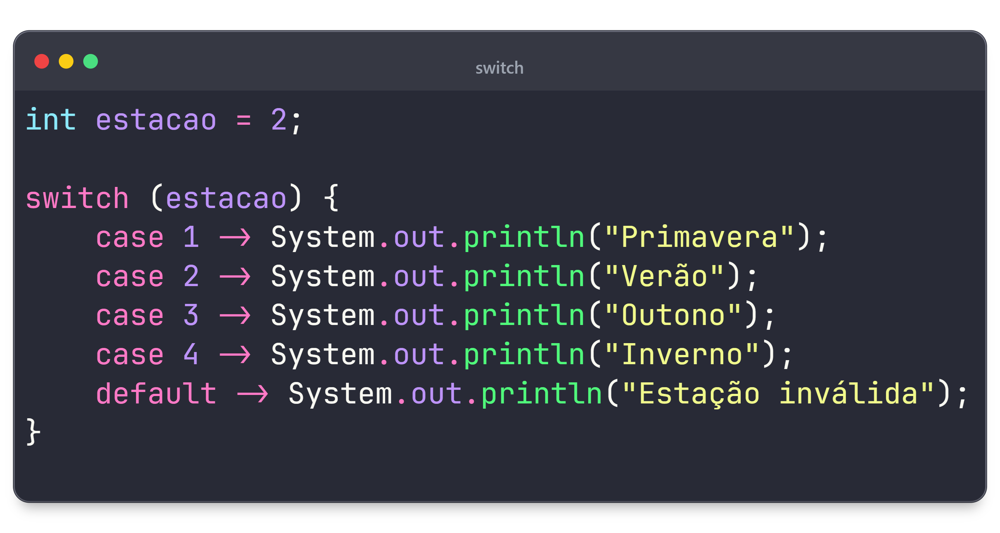 switch
int estacao = 2;
switch (estacao) {
    case 1 -> System.out.println("Primavera");
    case 2 -> System.out.println("Verão");
    case 3 -> System.out.println("Outono");
    case 4 -> System.out.println("Inverno");
    default -> System.out.println("Estação inválida");
}